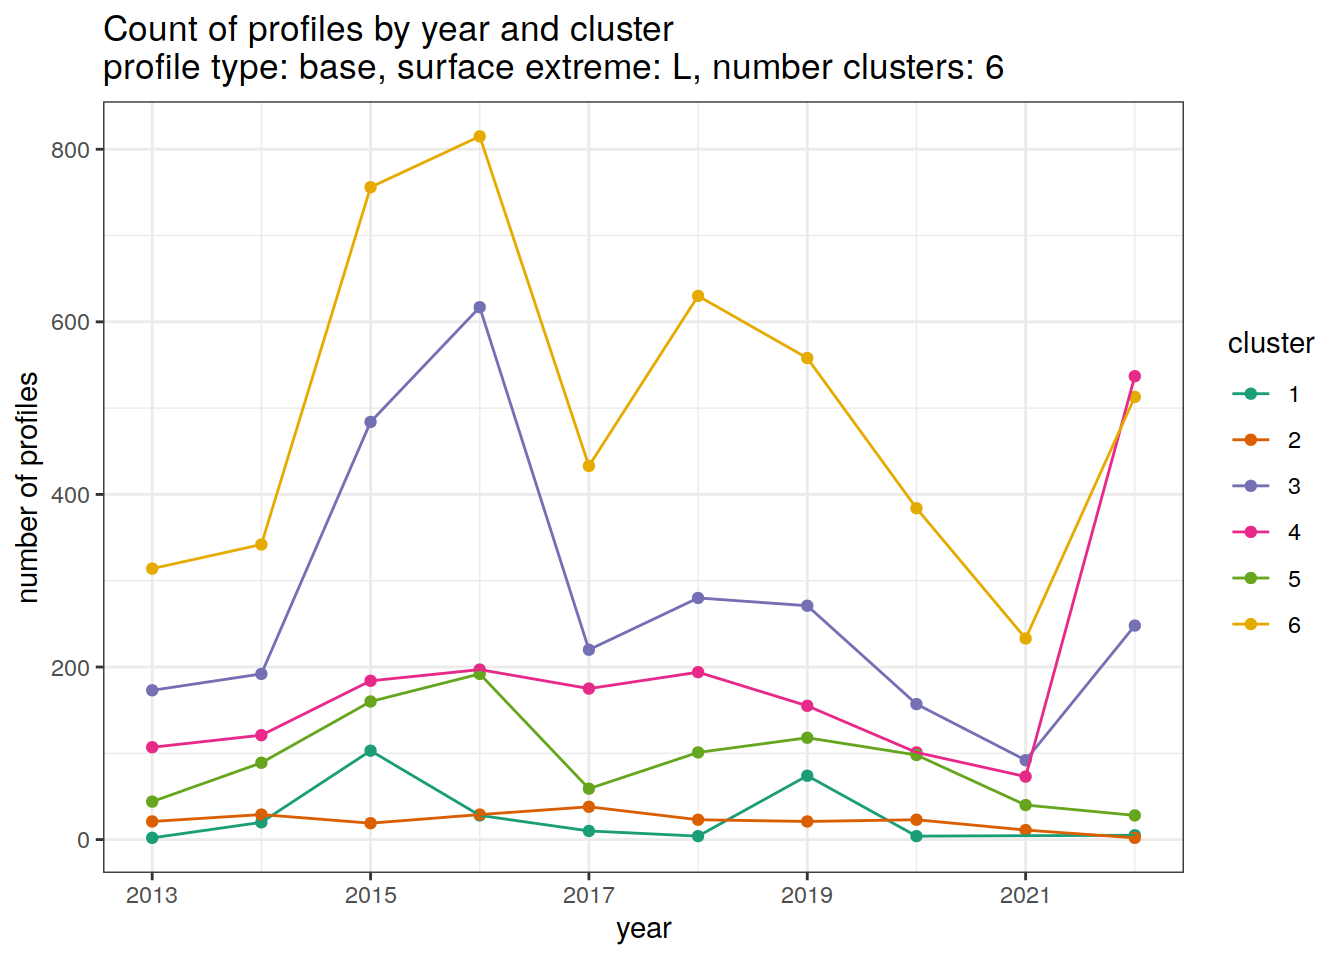 Count of profiles by year and cluster
profile type: base, surface extreme: L, number clusters: 6
800
600
400
200
0
number of profiles
2013 2015 2017 2019 2021
year
cluster
1
2
3
4
5
6